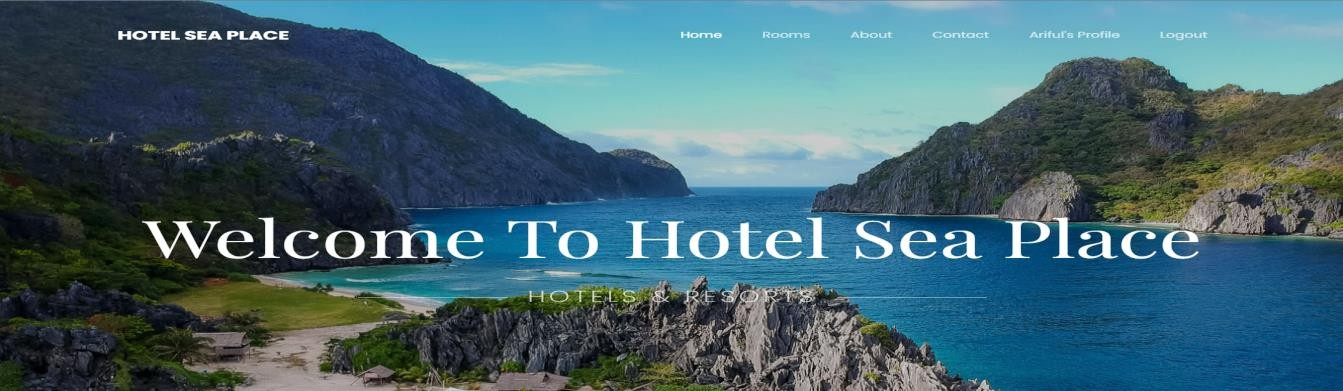 HOTEL SEA PLACE
Home Rooms About Contact Ariful's Profile Logout
Welcome To Hotel Sea Place
HOTELS & RESORTS